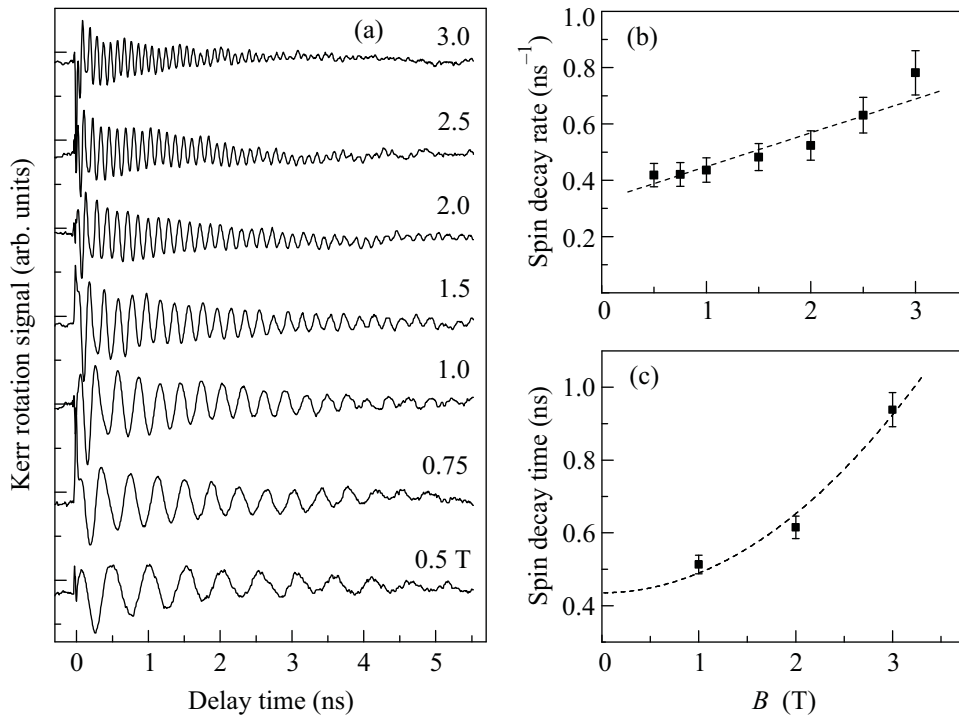 (a)
3.0
2.5
2.0
1.5
1.0
0.75
0.5 T
Kerr rotation signal (arb. units)
0 1 2 3 4 5
Delay time (ns)
(b)
1.0
0.8
0.6
0.4
0.2
Spin decay rate (ns⁻¹)
0 1 2 3
(c)
1.0
0.8
0.6
0.4
Spin decay time (ns)
0 1 2 3
B (T)